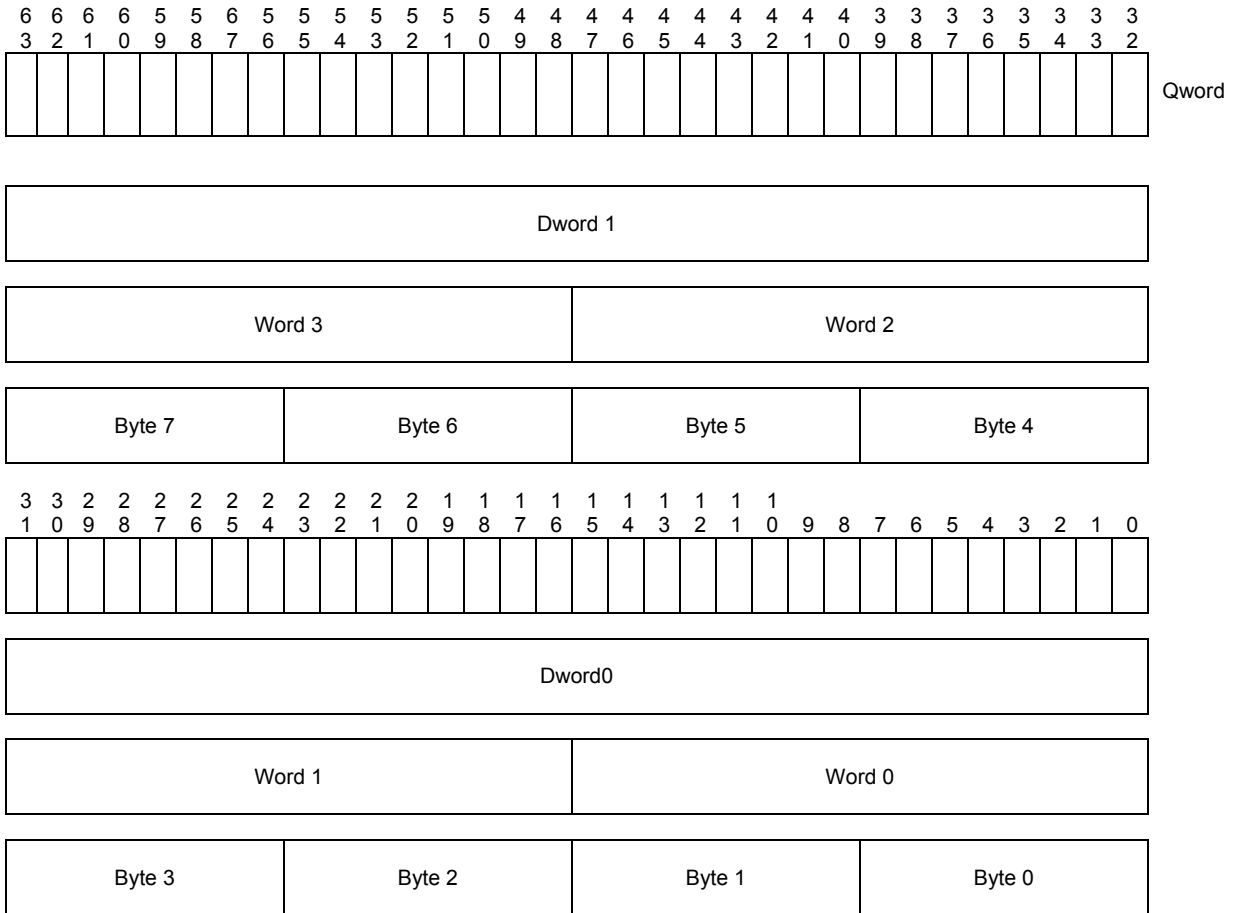 6 6 6 6 5 5 6 5 5 5 5 5 5 5 4 4 4 4 4 4 4 4 4 4 3 3 3 3 3 3 3 3
3 2 1 0 9 8 7 6 5 4 3 2 1 0 9 8 7 6 5 4 3 2 1 0 9 8 7 6 5 4 3 2
Qword
Dword 1
Word 3 Word 2
Byte 7 Byte 6 Byte 5 Byte 4
3 3 2 2 2 2 2 2 2 2 2 2 1 1 1 1 1 1 1 1 1 1
1 0 9 8 7 6 5 4 3 2 1 0 9 8 7 6 5 4 3 2 1 0 9 8 7 6 5 4 3 2 1 0
Dword0
Word 1 Word 0
Byte 3 Byte 2 Byte 1 Byte 0